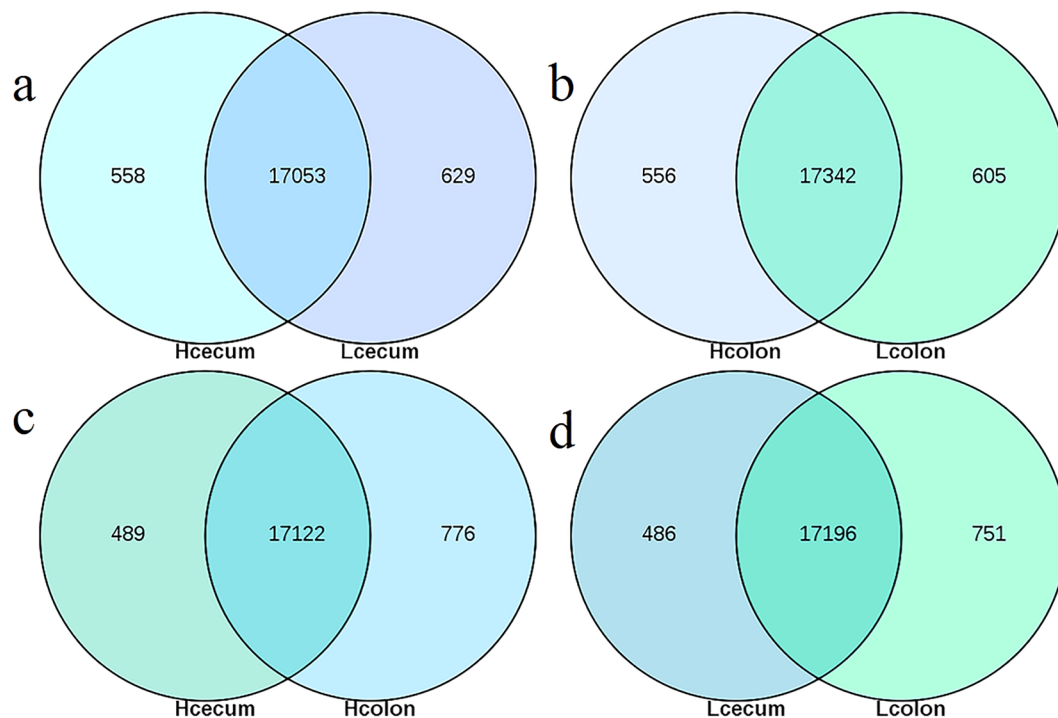 a
558 17053 629
Hcecum Lcecum
b
556 17342 605
Hcolon Lcolon
c
489 17122 776
Hcecum Hcolon
d
486 17196 751
Lcecum Lcolon